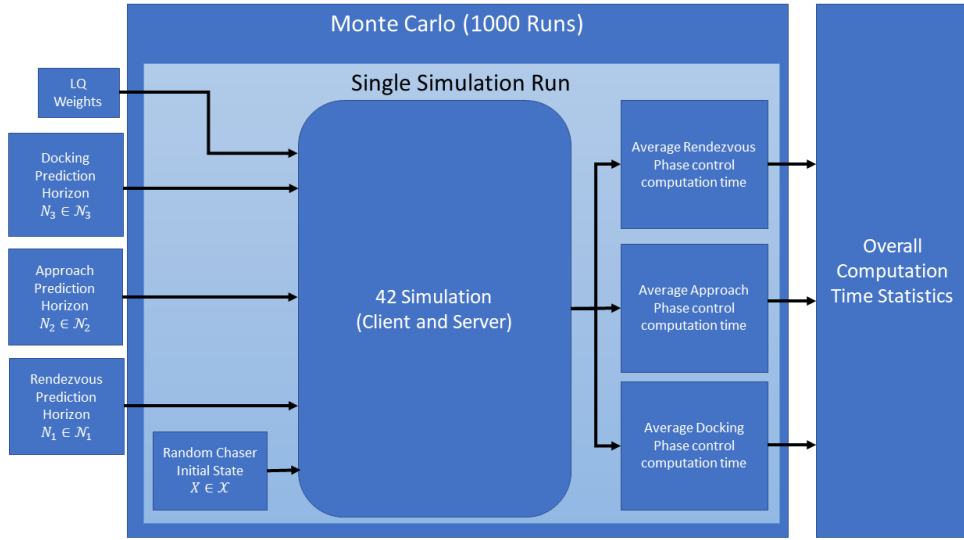 Monte Carlo (1000 Runs)
Single Simulation Run
LQ
Weights
Docking
Prediction
Horizon
𝑁₃ ∈ 𝒩₃
Approach
Prediction
Horizon
𝑁₂ ∈ 𝒩₂
Rendezvous
Prediction
Horizon
𝑁₁ ∈ 𝒩₁
Random Chaser
Initial State
𝑋 ∈ 𝒳
42 Simulation
(Client and Server)
Average Rendezvous
Phase control
computation time
Average Approach
Phase control
computation time
Average Docking
Phase control
computation time
Overall
Computation
Time Statistics